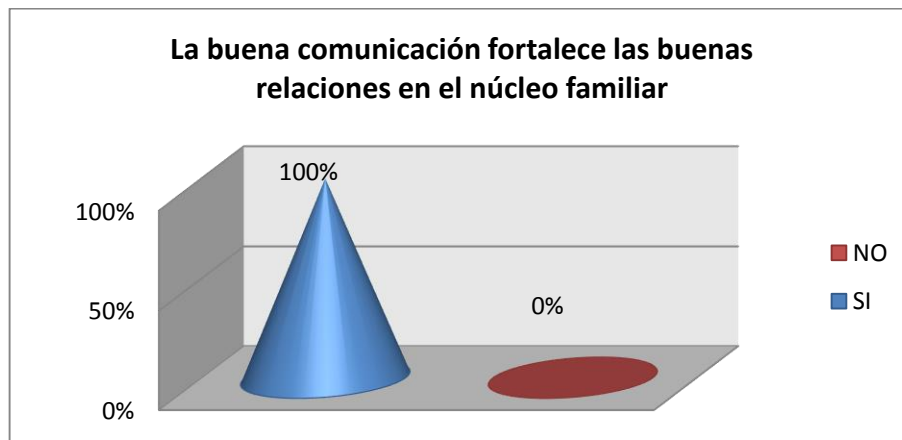 La buena comunicación fortalece las buenas
relaciones en el núcleo familiar
100%
100%
50%
0%
0%
NO
SI